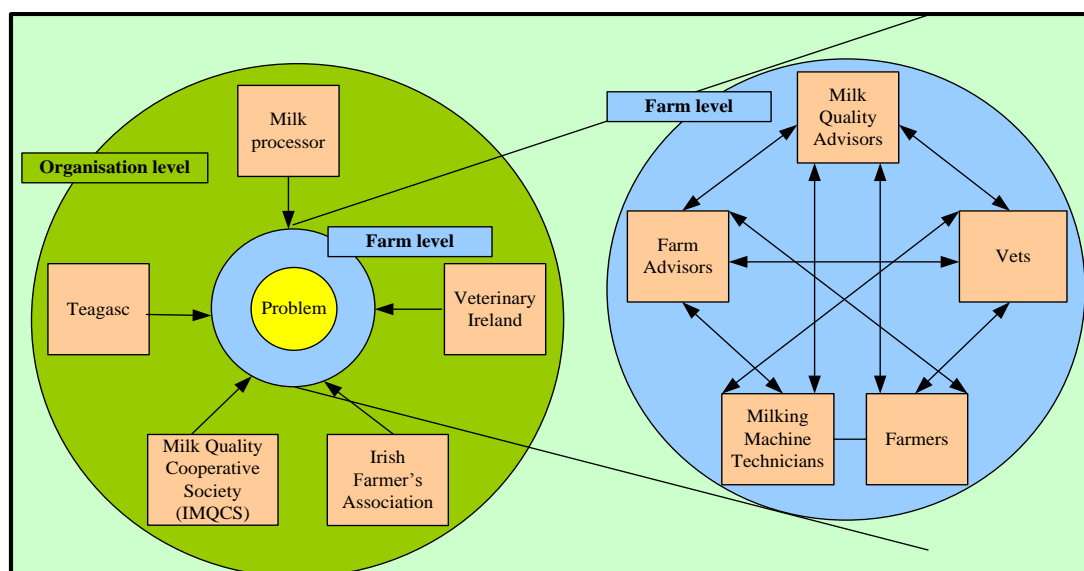 Milk
processor
Organisation level
Farm level
Teagasc
Problem
Veterinary
Ireland
Milk Quality
Cooperative
Society
(IMQCS)
Irish
Farmer's
Association
Farm level
Milk
Quality
Advisors
Farm
Advisors
Vets
Milking
Machine
Technicians
Farmers